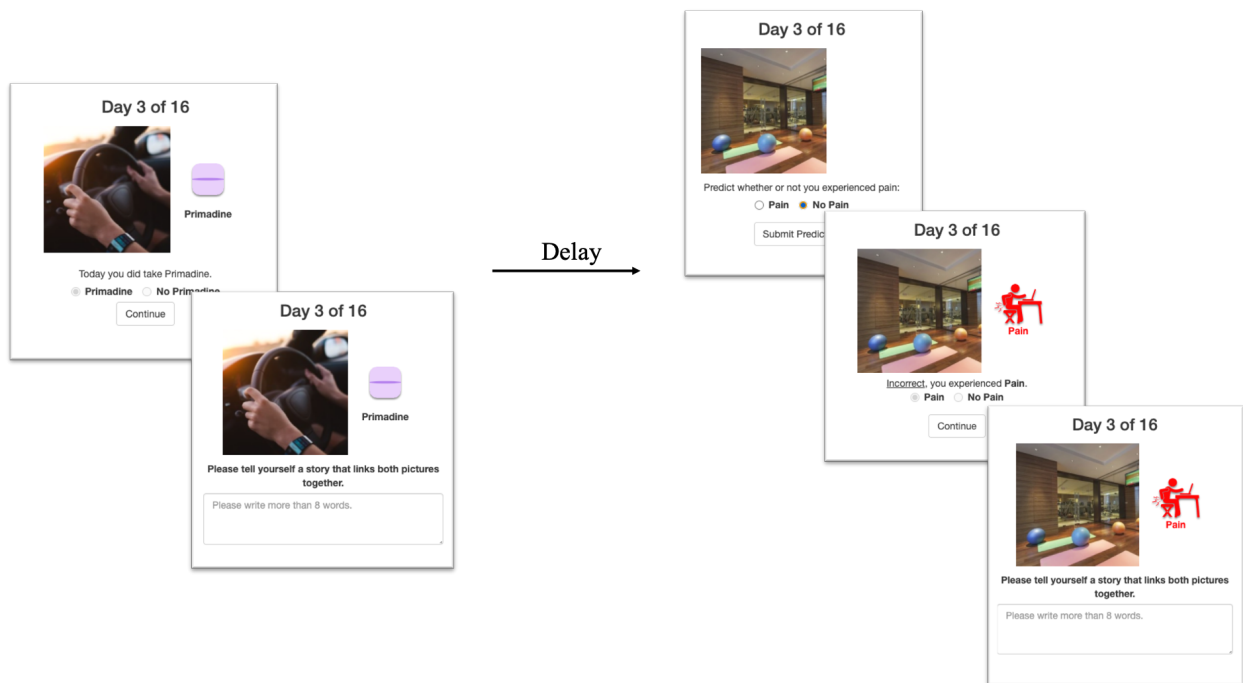 Day 3 of 16
Primadine
Today you did take Primadine.
Primadine No Primadine
Continue
Day 3 of 16
Primadine
Please tell yourself a story that links both pictures
together.
Please write more than 8 words.
Delay
Day 3 of 16
Predict whether or not you experienced pain:
Pain No Pain
Submit Predic
Day 3 of 16
Pain
Incorrect, you experienced Pain.
Pain No Pain
Continue
Day 3 of 16
Pain
Please tell yourself a story that links both pictures
together.
Please write more than 8 words.